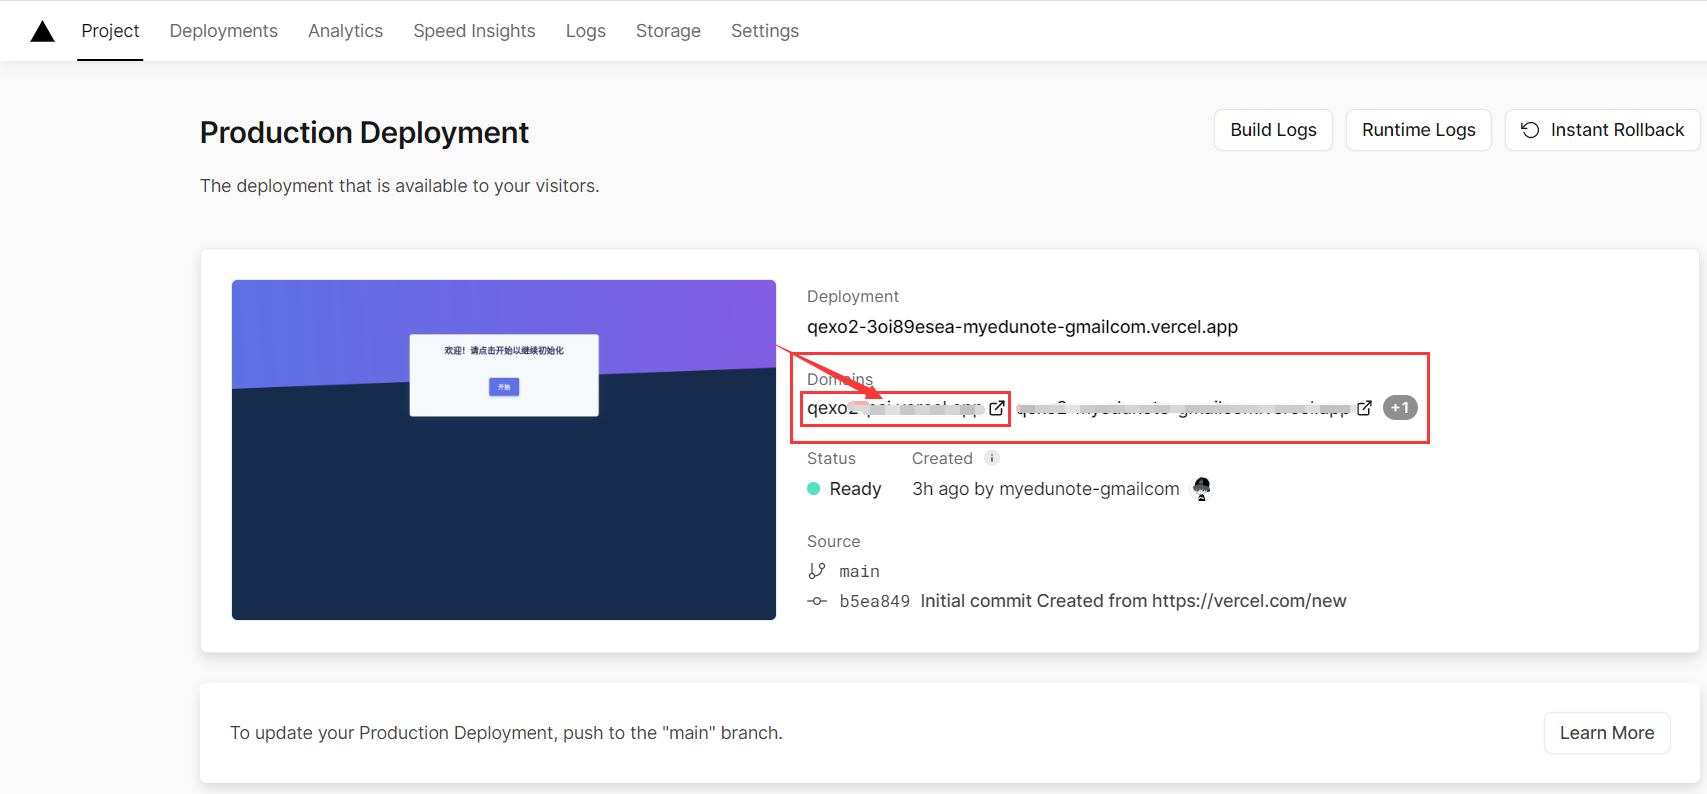 Project Deployments Analytics Speed Insights Logs Storage Settings
Production Deployment
Build Logs Runtime Logs Instant Rollback
The deployment that is available to your visitors.
欢迎！请点击开始以继续初始化
开始
Deployment
qexo2-3oi89esea-myedunote-gmailcom.vercel.app
Domains
+1
Status Created
Ready 3h ago by myedunote-gmailcom
Source
main
b5ea849 Initial commit Created from https://vercel.com/new
To update your Production Deployment, push to the "main" branch.
Learn More